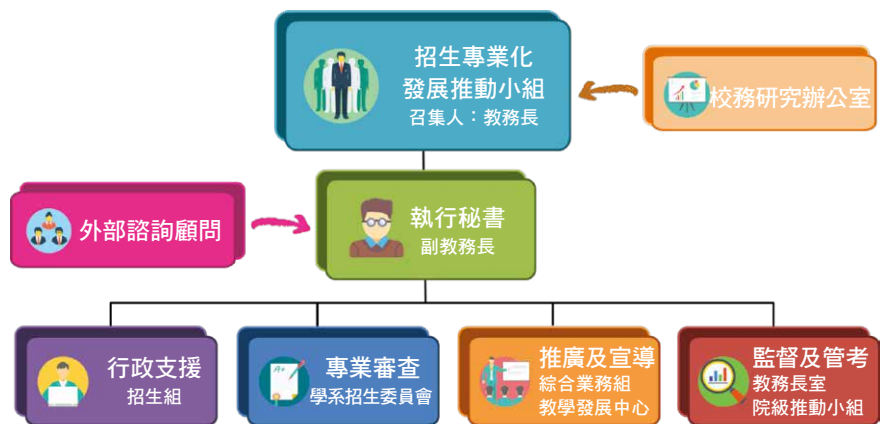 招生專業化
發展推動小組
召集人：教務長
校務研究辦公室
外部諮詢顧問
執行秘書
副教務長
行政支援
招生組
專業審查
學系招生委員會
推廣及宣導
綜合業務組
教學發展中心
監督及管考
教務長室
院級推動小組